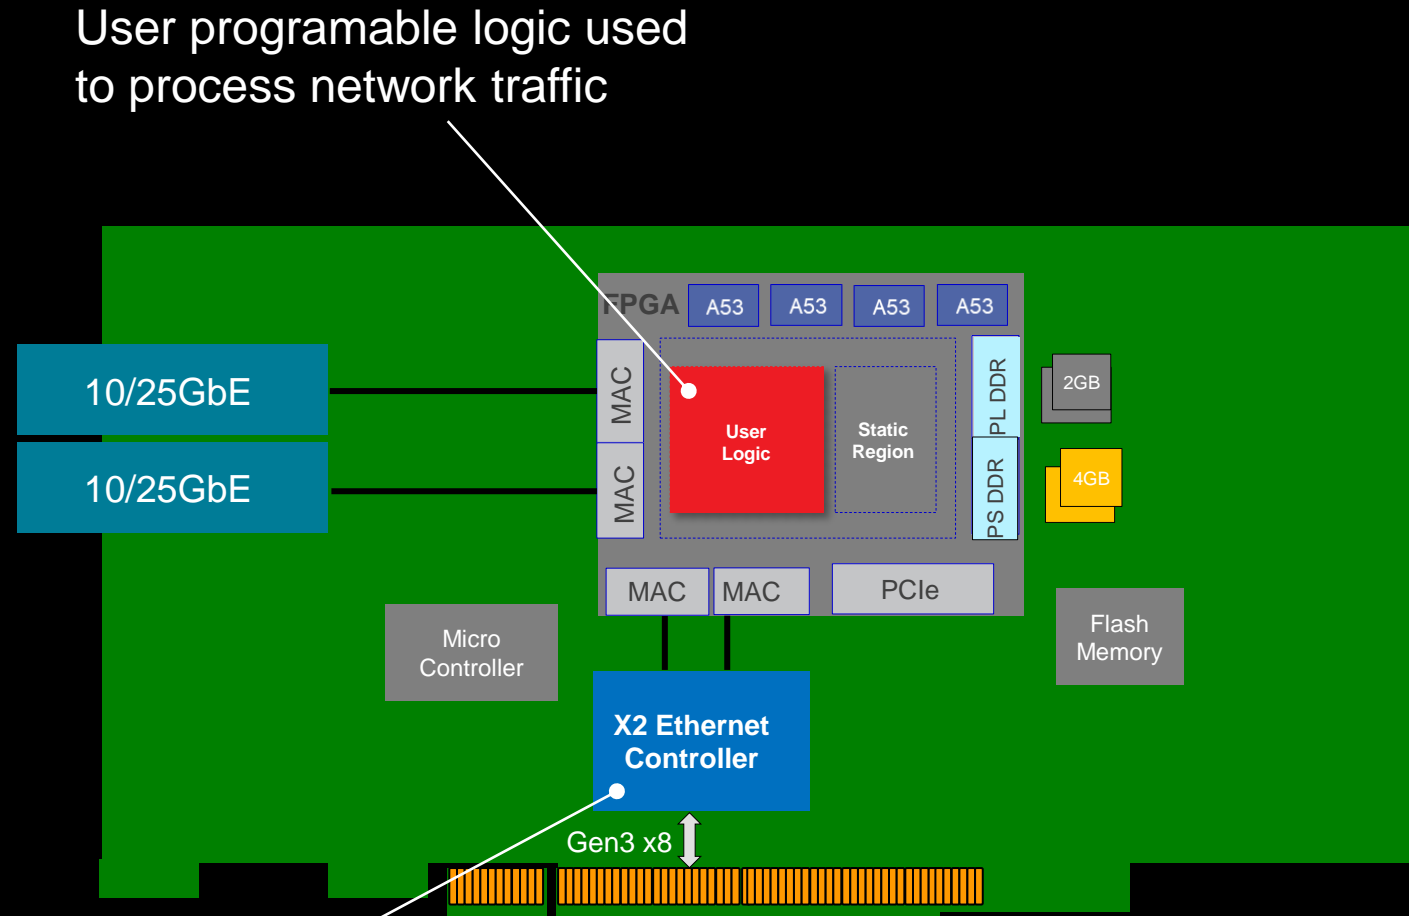 User programable logic used
to process network traffic
FPGA
A53
A53
A53
A53
10/25GbE
MAC
PL DDR
2GB
User
Logic
Static
Region
10/25GbE
MAC
PS DDR
4GB
MAC
MAC
PCIe
Micro
Controller
Flash
Memory
X2 Ethernet
Controller
Gen3 x8